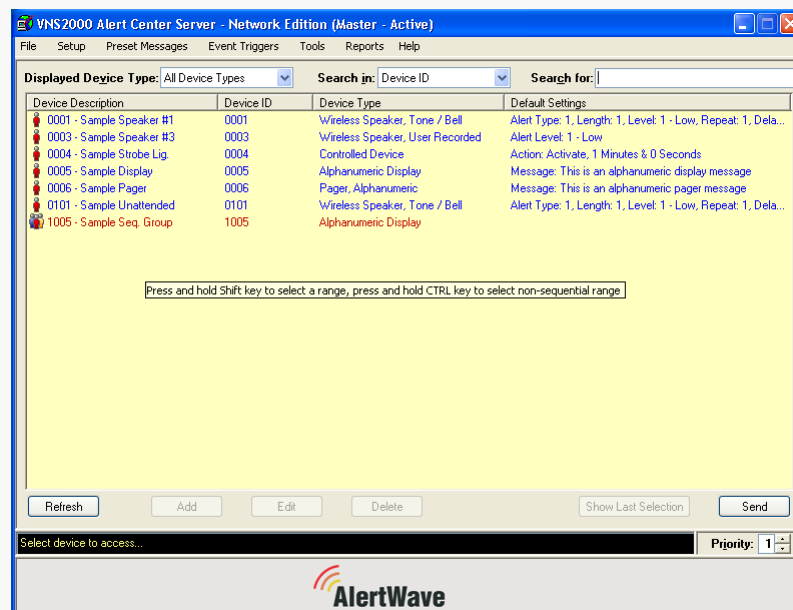 VNS2000 Alert Center Server - Network Edition (Master - Active)
File Setup Preset Messages Event Triggers Tools Reports Help
Displayed Device Type: All Device Types Search in: Device ID Search for:
Device Description Device ID Device Type Default Settings
0001 - Sample Speaker #1 0001 Wireless Speaker, Tone / Bell Alert Type: 1, Length: 1, Level: 1 - Low, Repeat: 1, Dela...
0003 - Sample Speaker #3 0003 Wireless Speaker, User Recorded Alert Level: 1 - Low
0004 - Sample Strobe Lig. 0004 Controlled Device Action: Activate, 1 Minutes & 0 Seconds
0005 - Sample Display 0005 Alphanumeric Display Message: This is an alphanumeric display message
0006 - Sample Pager 0006 Pager, Alphanumeric Message: This is an alphanumeric pager message
0101 - Sample Unattended 0101 Wireless Speaker, Tone / Bell Alert Type: 1, Length: 1, Level: 1 - Low, Repeat: 1, Dela...
1005 - Sample Seq. Group 1005 Alphanumeric Display
Press and hold Shift key to select a range, press and hold CTRL key to select non-sequential range
Refresh Add Edit Delete Show Last Selection Send
Select device to access... Priority: 1
AlertWave